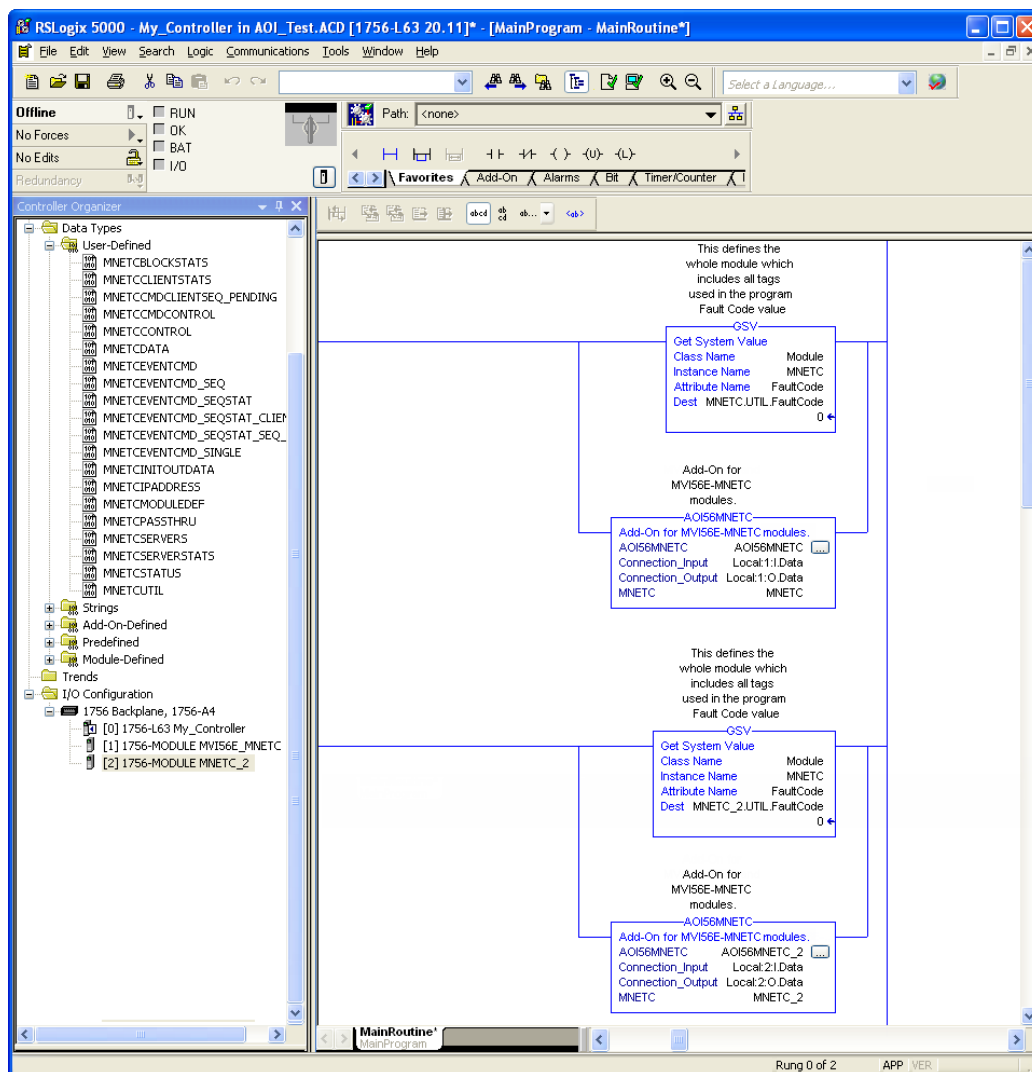 RSLogix 5000 - My_Controller in AOI_Test.ACD [1756-L63 20.11]* - [MainProgram - MainRoutine*]
File Edit View Search Logic Communications Tools Window Help
Select a Language...
Offline
RUN
Path: <none>
No Forces
OK
No Edits
BAT
Redundancy
I/O
Favorites Add-On Alarms Bit Timer/Counter
Controller Organizer
Data Types
User-Defined
MNETCBLOCKSTATS
MNETCCLIENTSTATS
MNETCCMDCLIENTSEQ_PENDING
MNETCCMDCONTROL
MNETCCONTROL
MNETCDATA
MNETCEVENTCMD
MNETCEVENTCMD_SEQ
MNETCEVENTCMD_SEQSTAT
MNETCEVENTCMD_SEQSTAT_CLIEN
MNETCEVENTCMD_SEQSTAT_SEQ_
MNETCEVENTCMD_SINGLE
MNETCINITOUTDATA
MNETCIPADDRESS
MNETCMODULEDEF
MNETCPASSTHRU
MNETCSERVERS
MNETCSERVERSTATS
MNETCSTATUS
MNETCUTIL
Strings
Add-On-Defined
Predefined
Module-Defined
Trends
I/O Configuration
1756 Backplane, 1756-A4
[0] 1756-L63 My_Controller
[1] 1756-MODULE MVI56E_MNETC
[2] 1756-MODULE MNETC_2
This defines the
whole module which
includes all tags
used in the program
Fault Code value
GSV
Get System Value
Class Name Module
Instance Name MNETC
Attribute Name FaultCode
Dest MNETC.UTIL.FaultCode
0
Add-On for
MVI56E-MNETC
modules.
AOI56MNETC
Add-On for MVI56E-MNETC modules.
AOI56MNETC AOI56MNETC ...
Connection_Input Local:1:I.Data
Connection_Output Local:1:O.Data
MNETC MNETC
This defines the
whole module which
includes all tags
used in the program
Fault Code value
GSV
Get System Value
Class Name Module
Instance Name MNETC
Attribute Name FaultCode
Dest MNETC_2.UTIL.FaultCode
0
Add-On for
MVI56E-MNETC
modules.
AOI56MNETC
Add-On for MVI56E-MNETC modules.
AOI56MNETC AOI56MNETC_2 ...
Connection_Input Local:2:I.Data
Connection_Output Local:2:O.Data
MNETC MNETC_2
MainRoutine*
MainProgram
Rung 0 of 2 APP VER